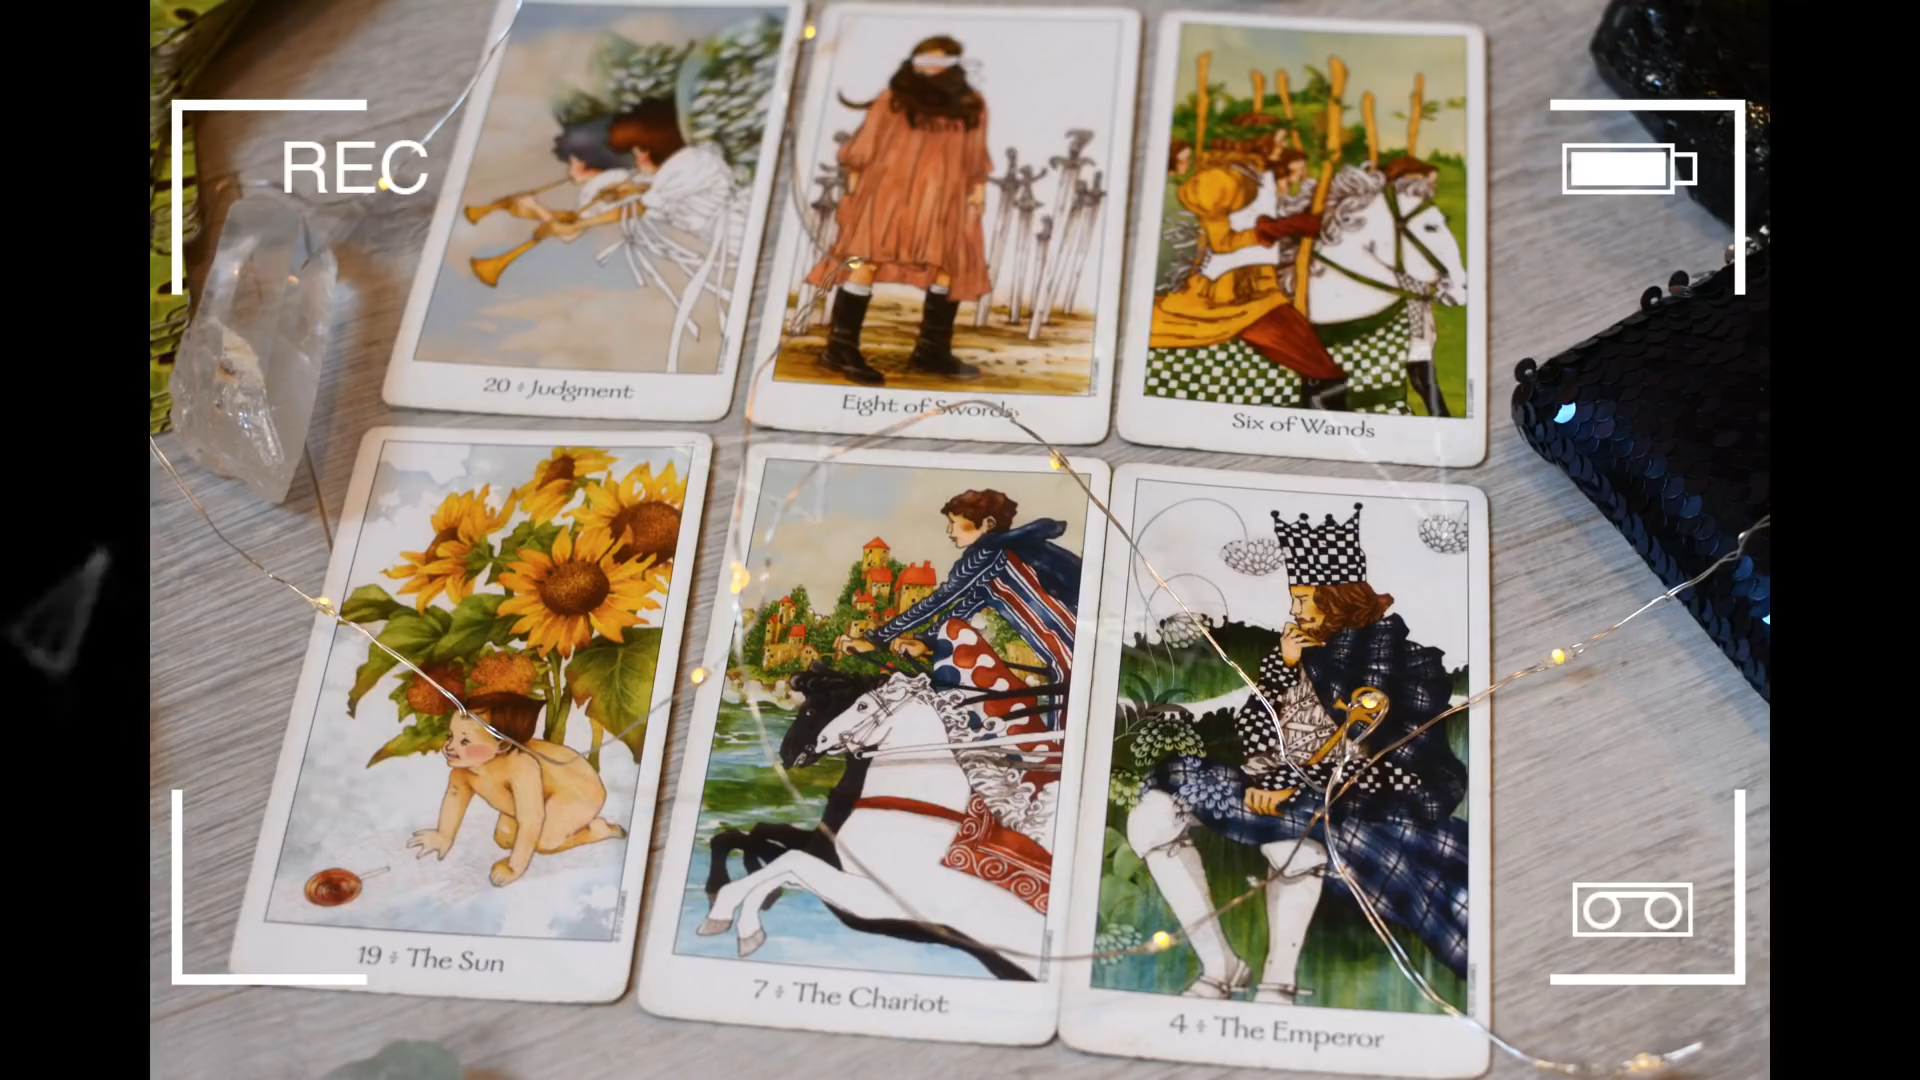 REC
20 ÷ Judgment
Eight of Swords
Six of Wands
19 ÷ The Sun
7 ÷ The Chariot
4 ÷ The Emperor